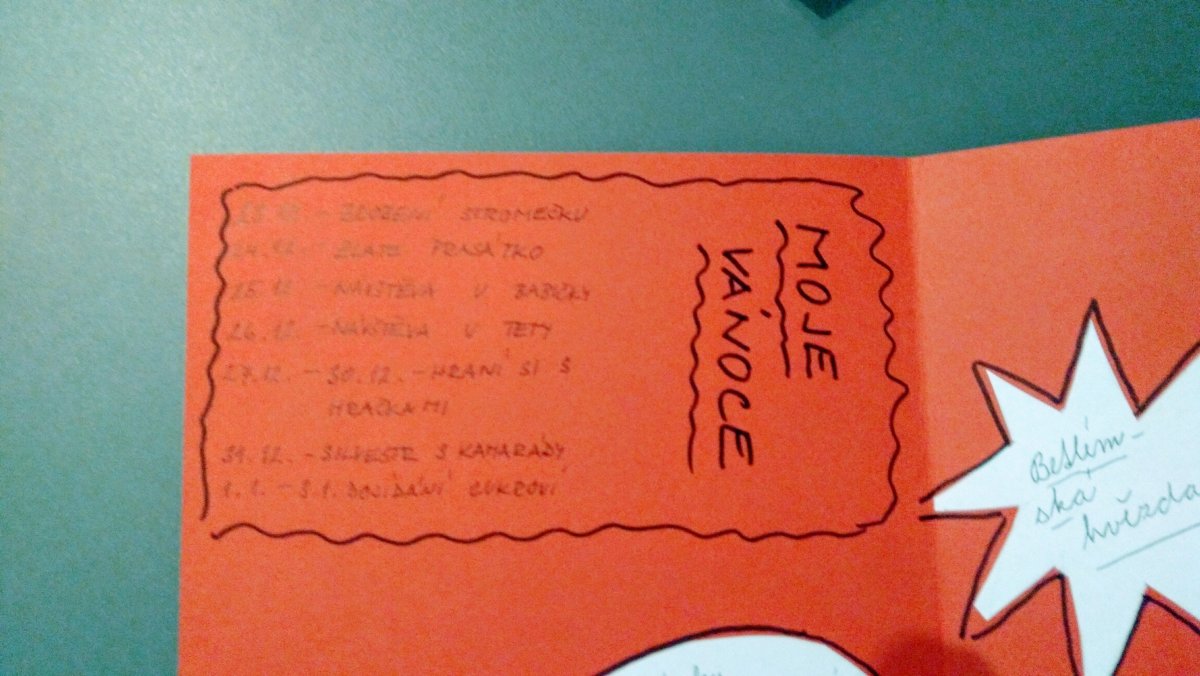 MOJE
VÁNOCE
23.12. - ZDOBENÍ STROMEČKU
24.12. - ZLATÉ PRASÁTKO
25.12. - NÁVŠTĚVA U BABIČKY
26.12. - NÁVŠTĚVA U TETY
27.12. - 30.12. - HRANÍ SI S
HRAČKAMI
31.12. - SILVESTR S KAMARÁDY
1.1. - 3.1. DOJÍDÁNÍ CUKROVÍ
Betlém-
ská
hvězda